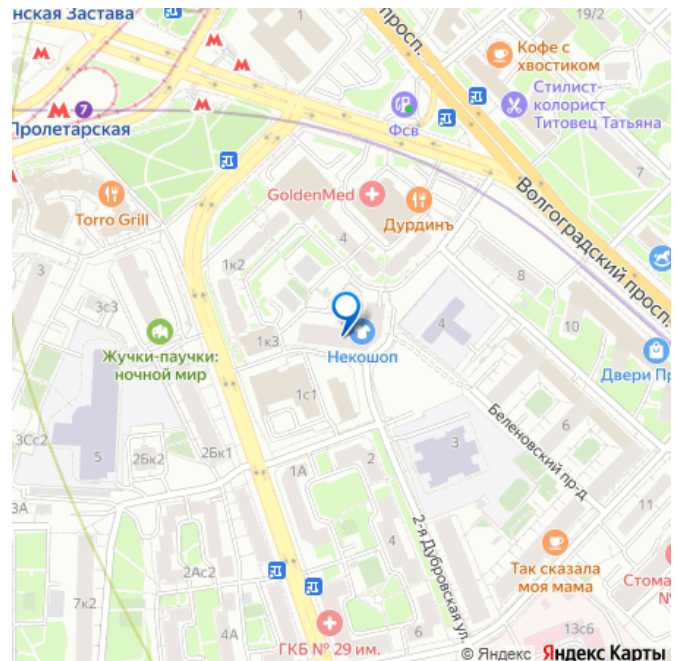 нская Застава
1
19/2
Кофе с
хвостиком
7
Пролетарская
просп.
P
Фсв
Стилист-
колорист
Титовец Татьяна
7
GoldenMed
Дурдинъ
Torro Grill
Волгоградский просп.
4
1к2
3
3с3
8
4
10
1к3
Некошоп
Жучки-паучки:
ночной мир
Двери Пр
1с1
Беленовский пр-д
6
3Сс2
5
2Бк2
2Бк1
3
1А
2
11
3А
2-я Дубровская ул.
4
Так сказала
моя мама
2Ас2
Стома
№
7к2
4А
13с6
ГКБ № 29 им.
© Яндекс Яндекс Карты